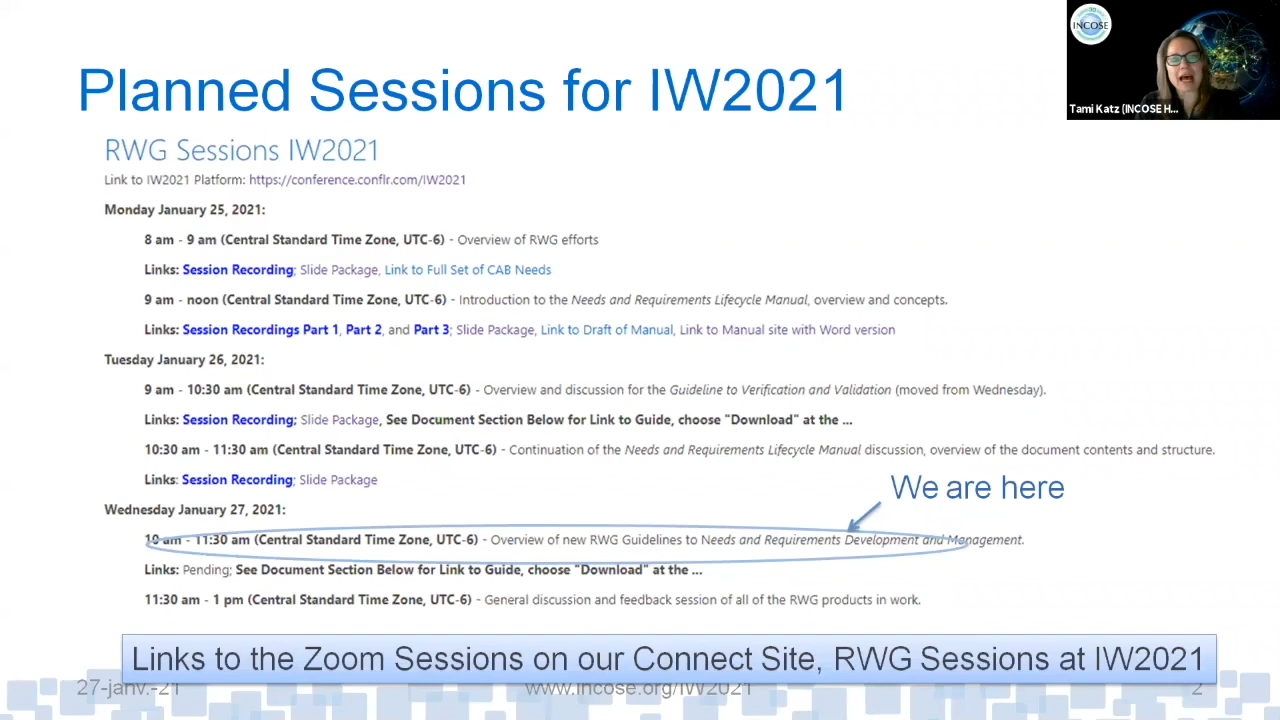 INCOSE
Tami Katz (INCOSE H...
Planned Sessions for IW2021
RWG Sessions IW2021
Link to IW2021 Platform: https://conference.conflr.com/IW2021
Monday January 25, 2021:
8 am - 9 am (Central Standard Time Zone, UTC-6) - Overview of RWG efforts
Links: Session Recording; Slide Package, Link to Full Set of CAB Needs
9 am - noon (Central Standard Time Zone, UTC-6) - Introduction to the Needs and Requirements Lifecycle Manual, overview and concepts.
Links: Session Recordings Part 1, Part 2, and Part 3; Slide Package, Link to Draft of Manual, Link to Manual site with Word version
Tuesday January 26, 2021:
9 am - 10:30 am (Central Standard Time Zone, UTC-6) - Overview and discussion for the Guideline to Verification and Validation (moved from Wednesday).
Links: Session Recording; Slide Package, See Document Section Below for Link to Guide, choose "Download" at the ...
10:30 am - 11:30 am (Central Standard Time Zone, UTC-6) - Continuation of the Needs and Requirements Lifecycle Manual discussion, overview of the document contents and structure.
Links: Session Recording; Slide Package
We are here
Wednesday January 27, 2021:
10 am - 11:30 am (Central Standard Time Zone, UTC-6) - Overview of new RWG Guidelines to Needs and Requirements Development and Management.
Links: Pending; See Document Section Below for Link to Guide, choose "Download" at the ...
11:30 am - 1 pm (Central Standard Time Zone, UTC-6) - General discussion and feedback session of all of the RWG products in work.
Links to the Zoom Sessions on our Connect Site, RWG Sessions at IW2021
27-janv.-21
www.incose.org/IW2021
2